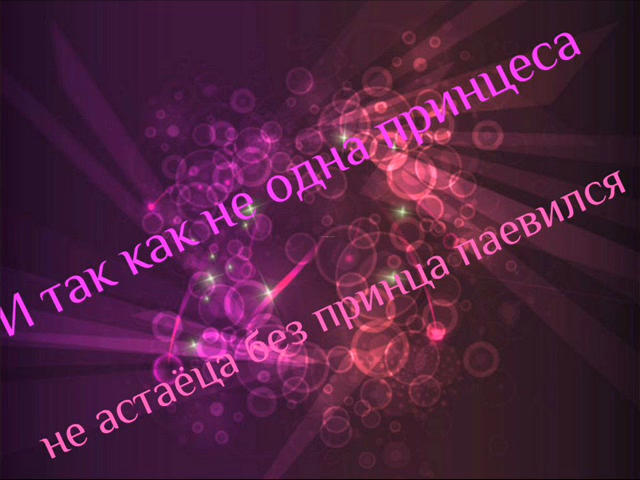 И так как не одна принцеса
не астаёца без принца паевился